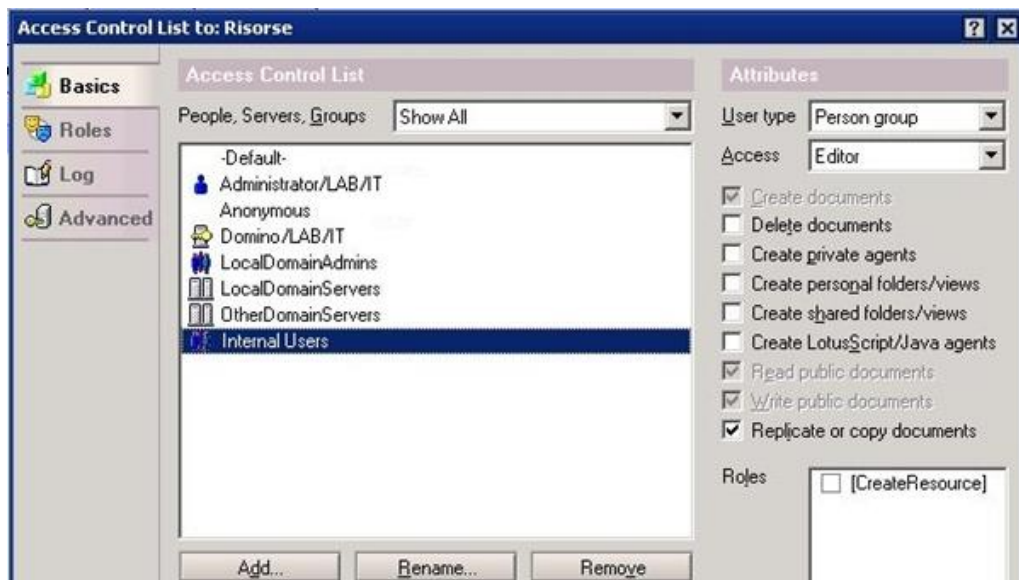 Access Control List to: Risorse
Basics
Roles
Log
Advanced
Access Control List
People, Servers, Groups
Show All
-Default-
Administrator/LAB/IT
Anonymous
Domino/LAB/IT
LocalDomainAdmins
LocalDomainServers
OtherDomainServers
Internal Users
Add...
Rename...
Remove
Attributes
User type
Person group
Access
Editor
Create documents
Delete documents
Create private agents
Create personal folders/views
Create shared folders/views
Create LotusScript/Java agents
Read public documents
Write public documents
Replicate or copy documents
Roles
[CreateResource]